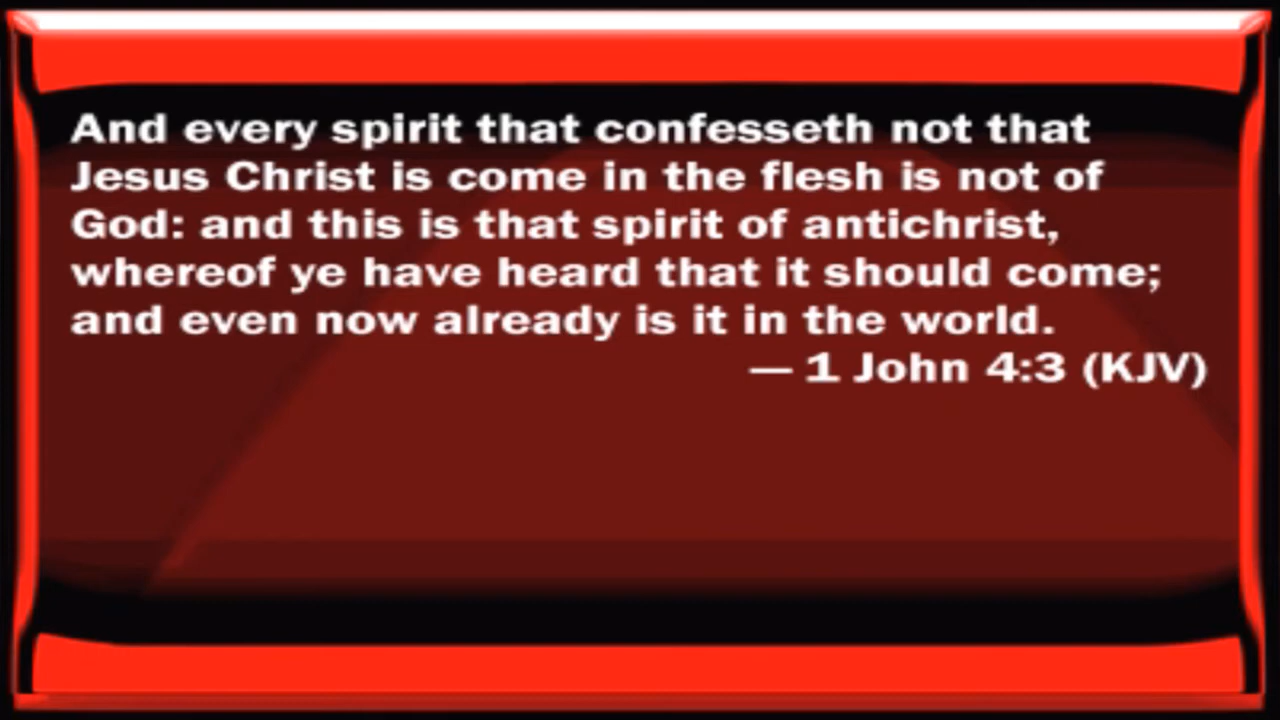 And every spirit that confesseth not that
Jesus Christ is come in the flesh is not of
God: and this is that spirit of antichrist,
whereof ye have heard that it should come;
and even now already is it in the world.
— 1 John 4:3 (KJV)